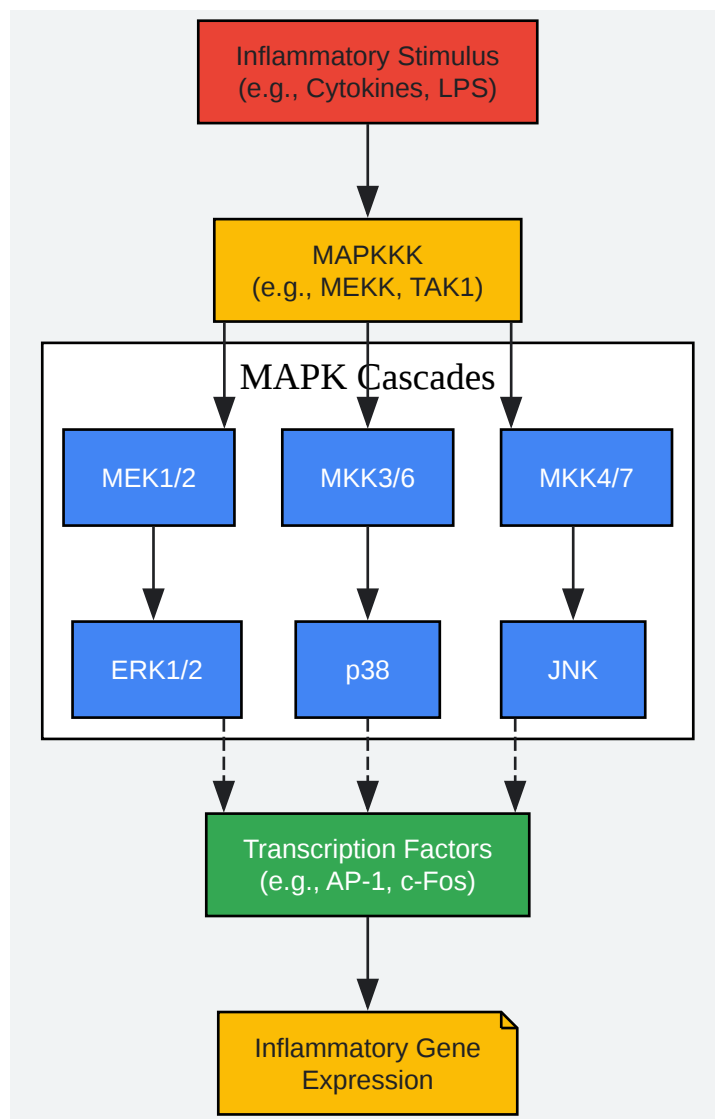 Inflammatory Stimulus
(e.g., Cytokines, LPS)
MAPKKK
(e.g., MEKK, TAK1)
MAPK Cascades
MEK1/2
MKK3/6
MKK4/7
ERK1/2
p38
JNK
Transcription Factors
(e.g., AP-1, c-Fos)
Inflammatory Gene
Expression